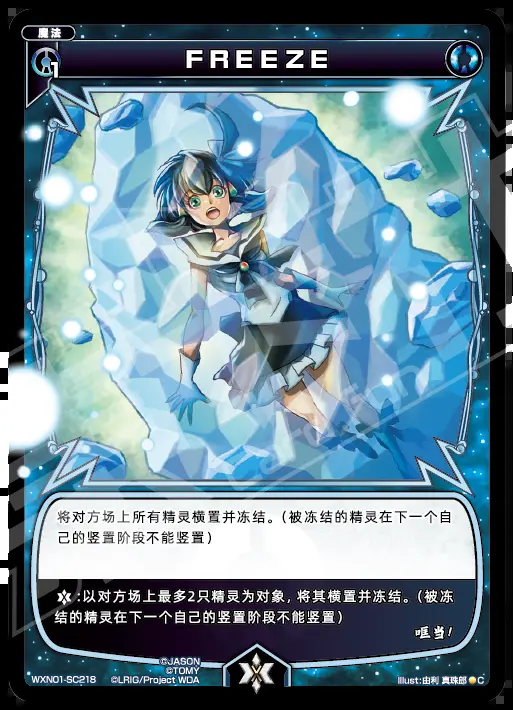 魔法
1
FREEZE
将对方场上所有精灵横置并冻结。(被冻结的精灵在下一个自
己的竖置阶段不能竖置)
:以对方场上最多2只精灵为对象,将其横置并冻结。(被冻
结的精灵在下一个自己的竖置阶段不能竖置)
哐当!
©JASON
©TOMY
WXN01-SC218 ©LRIG/Project WDA
Illust:由利 真珠郎 C